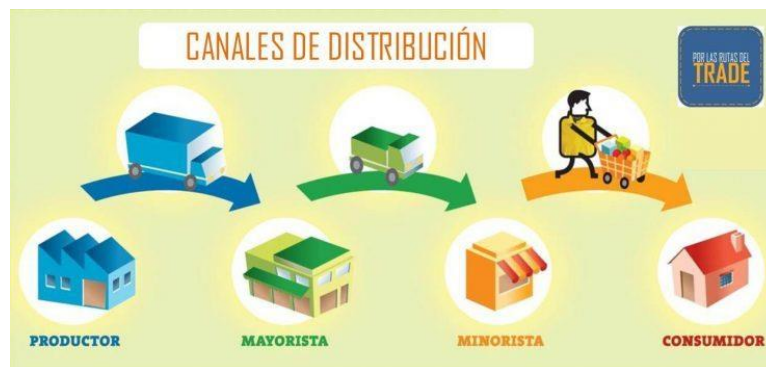 CANALES DE DISTRIBUCIÓN
POR LAS RUTAS DEL
TRADE
PRODUCTOR
MAYORISTA
MINORISTA
CONSUMIDOR